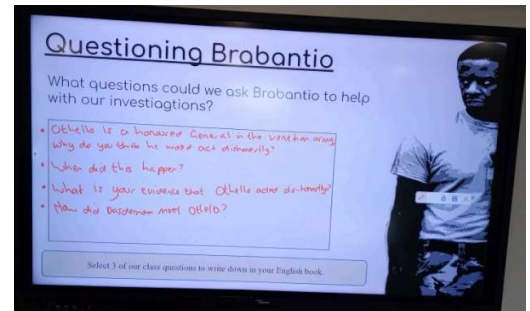 Questioning Brabantio
What questions could we ask Brabantio to help
with our investiagtions?
• Othello is a honoured General in the Venetian army,
why do you think he would act dishonestly?
• When did this happen?
• What is your evidence that Othello acted dis-honestly?
• How did Desdemona meet Othello?
Select 3 of our class questions to write down in your English book.